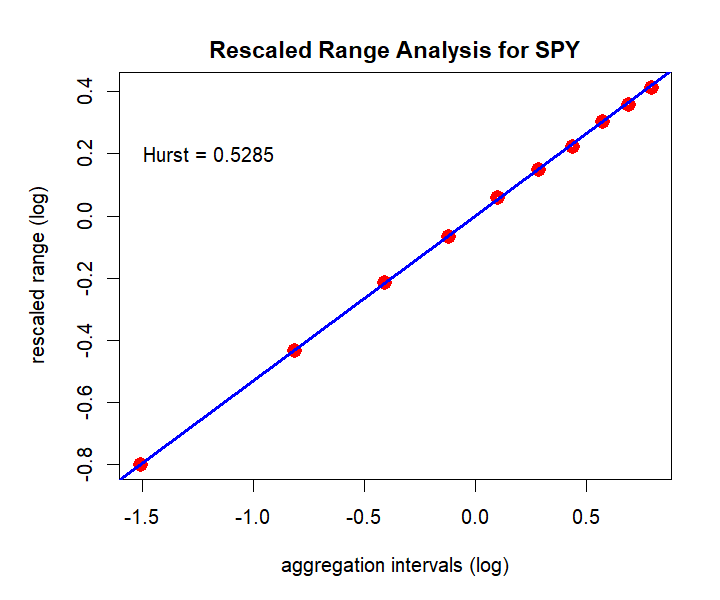 Rescaled Range Analysis for SPY
0.4
0.2
0.0
-0.2
-0.4
-0.6
-0.8
rescaled range (log)
Hurst = 0.5285
-1.5 -1.0 -0.5 0.0 0.5
aggregation intervals (log)